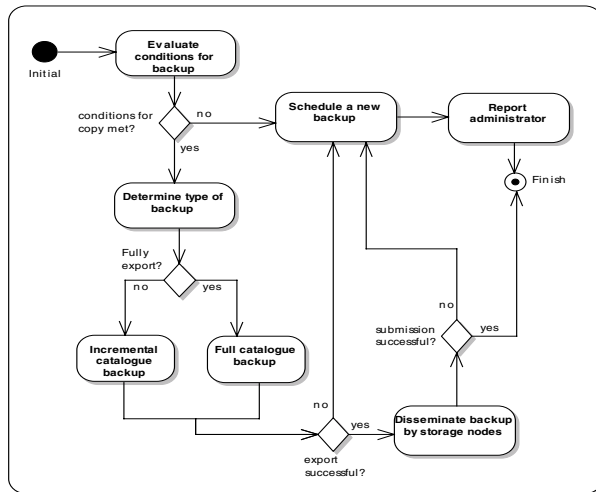 Evaluate
conditions for
backup
Initial
conditions for
copy met?
no
yes
Schedule a new
backup
Report
administrator
Finish
Determine type of
backup
Fully
export?
no
yes
Incremental
catalogue
backup
Full catalogue
backup
no
submission
successful?
yes
no
yes
export
successful?
Disseminate backup
by storage nodes